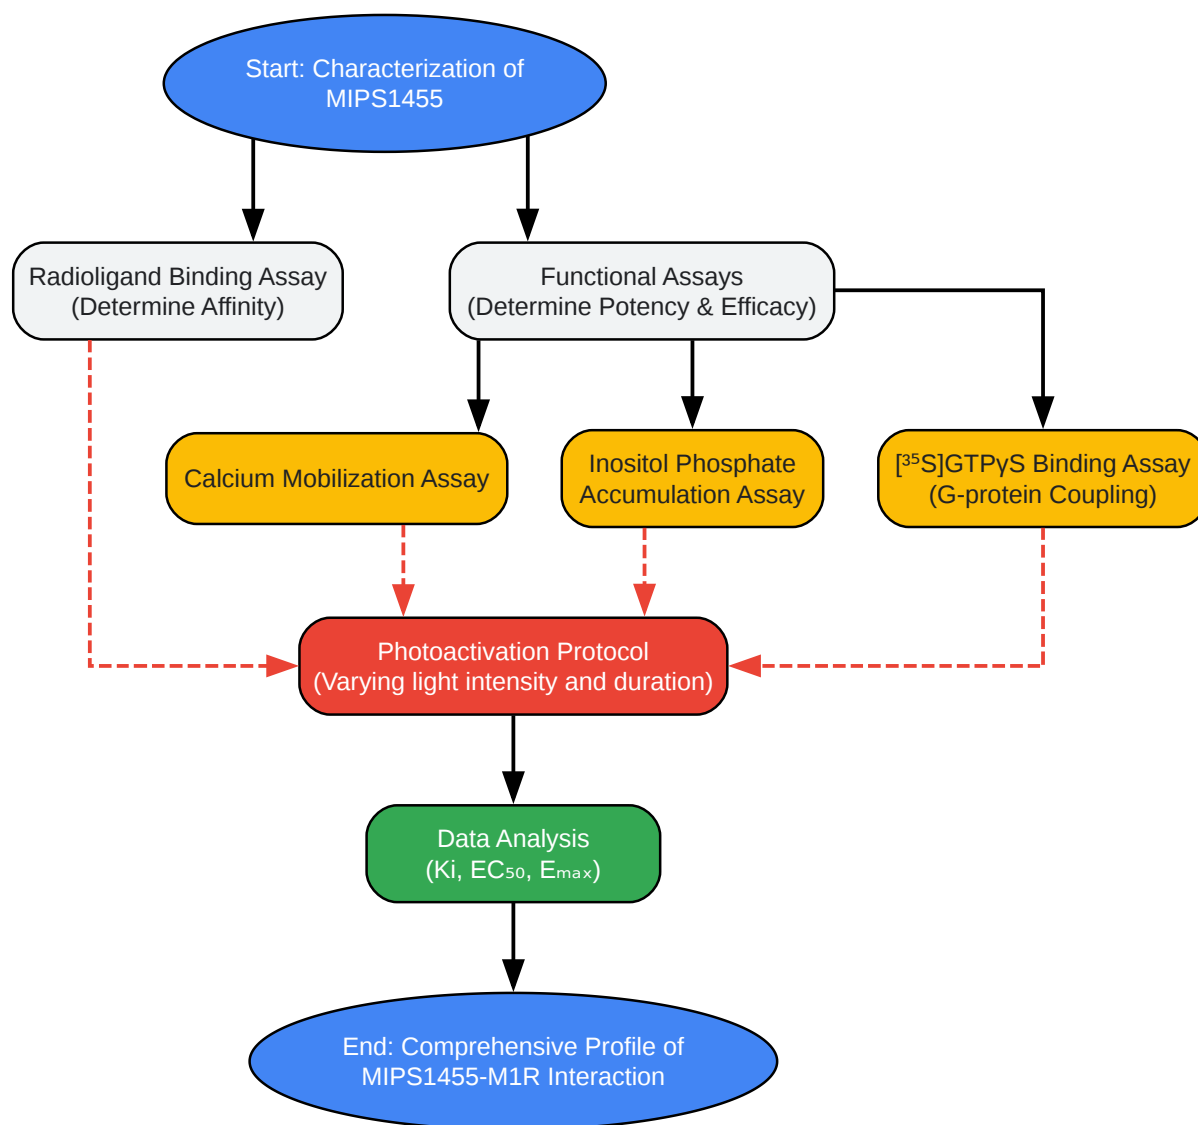 Start: Characterization of
MIPS1455
Radioligand Binding Assay
(Determine Affinity)
Functional Assays
(Determine Potency & Efficacy)
Calcium Mobilization Assay
Inositol Phosphate
Accumulation Assay
[³⁵S]GTPγS Binding Assay
(G-protein Coupling)
Photoactivation Protocol
(Varying light intensity and duration)
Data Analysis
(Ki, EC₅₀, Eₘₐₓ)
End: Comprehensive Profile of
MIPS1455-M1R Interaction